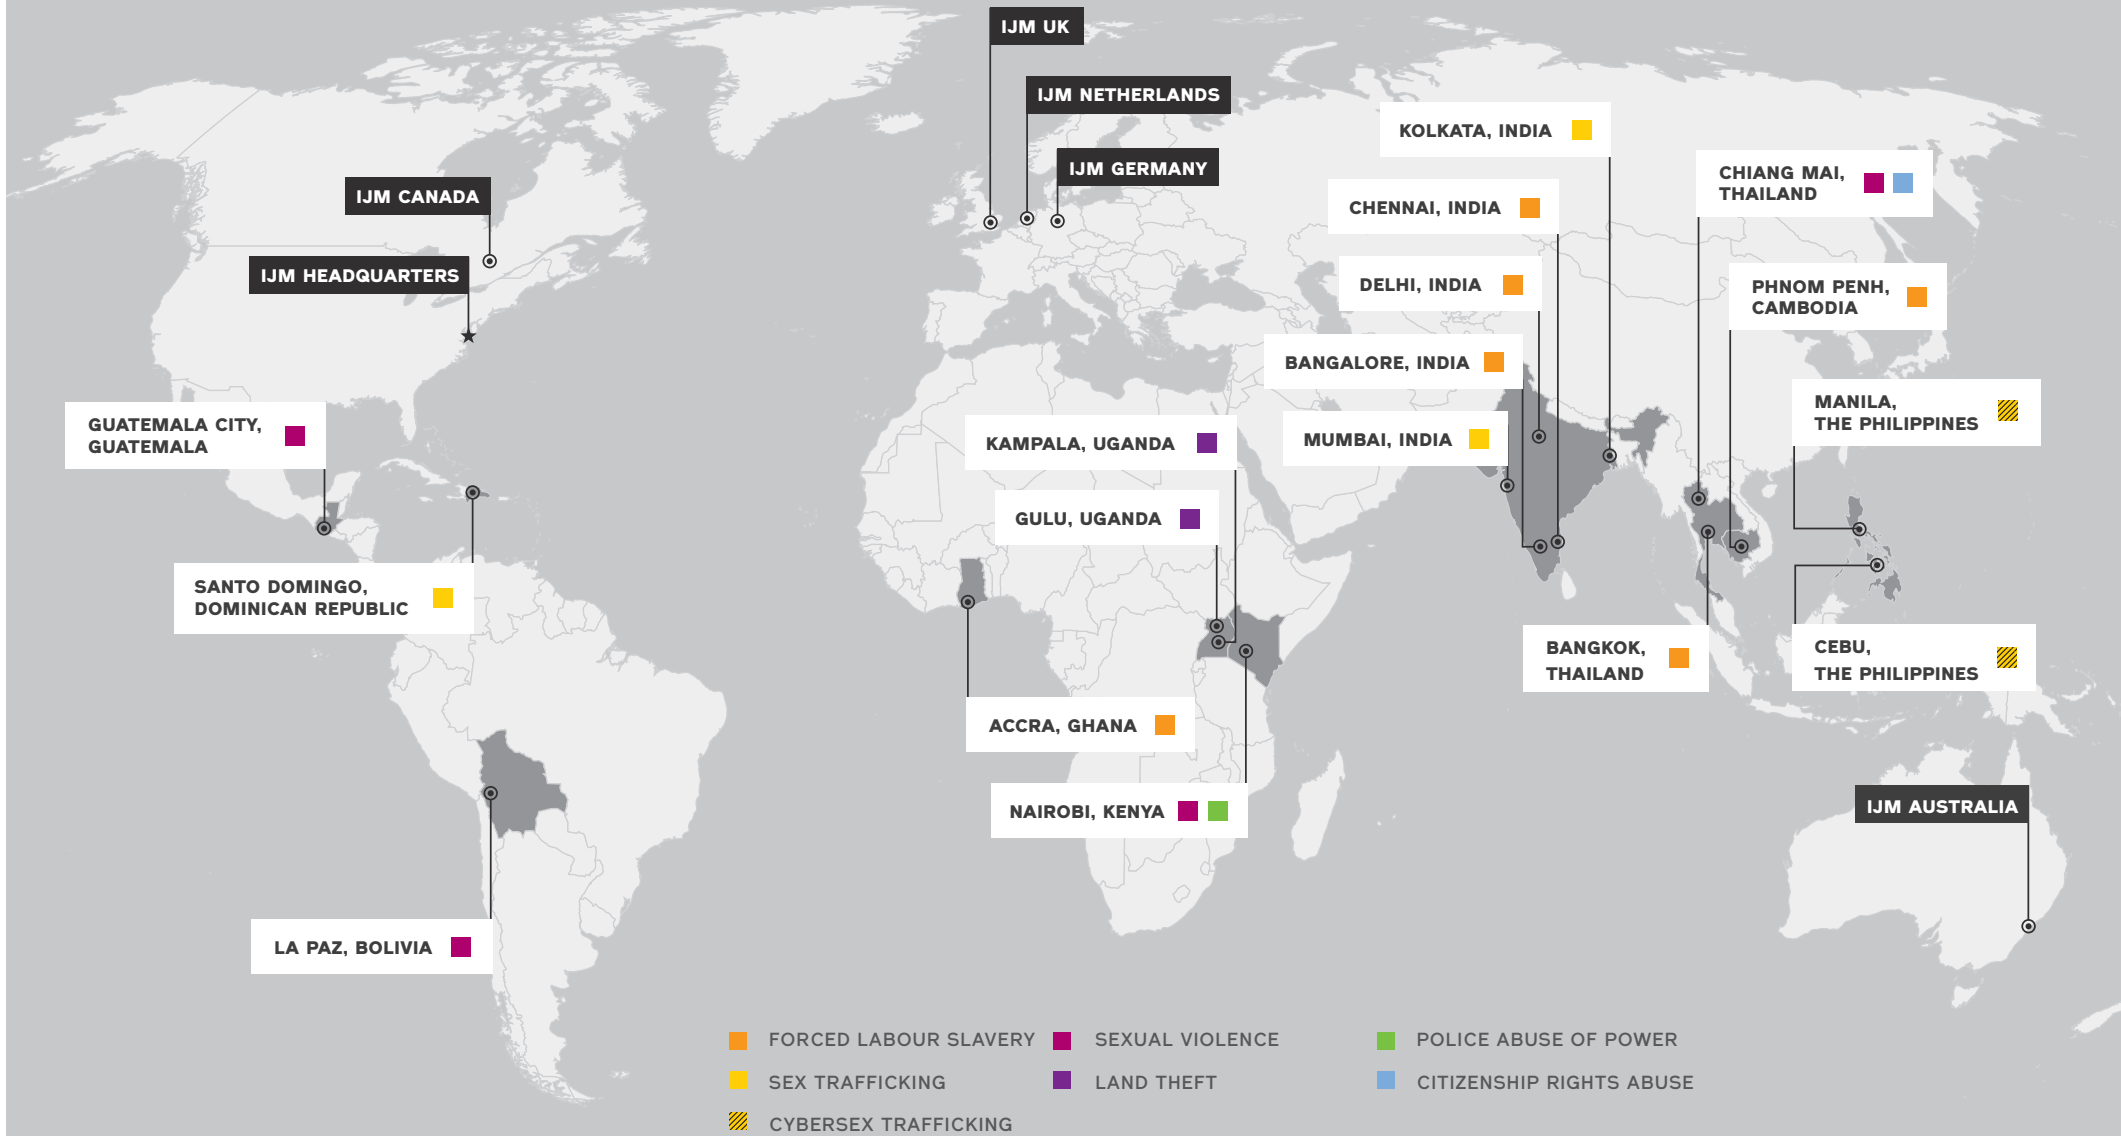 IJM UK
IJM NETHERLANDS
IJM GERMANY
IJM CANADA
IJM HEADQUARTERS
KOLKATA, INDIA
CHENNAI, INDIA
DELHI, INDIA
BANGALORE, INDIA
MUMBAI, INDIA
CHIANG MAI,
THAILAND
PHNOM PENH,
CAMBODIA
MANILA,
THE PHILIPPINES
GUATEMALA CITY,
GUATEMALA
KAMPALA, UGANDA
GULU, UGANDA
SANTO DOMINGO,
DOMINICAN REPUBLIC
BANGKOK,
THAILAND
CEBU,
THE PHILIPPINES
ACCRA, GHANA
NAIROBI, KENYA
IJM AUSTRALIA
LA PAZ, BOLIVIA
FORCED LABOUR SLAVERY
SEX TRAFFICKING
CYBERSEX TRAFFICKING
SEXUAL VIOLENCE
LAND THEFT
POLICE ABUSE OF POWER
CITIZENSHIP RIGHTS ABUSE